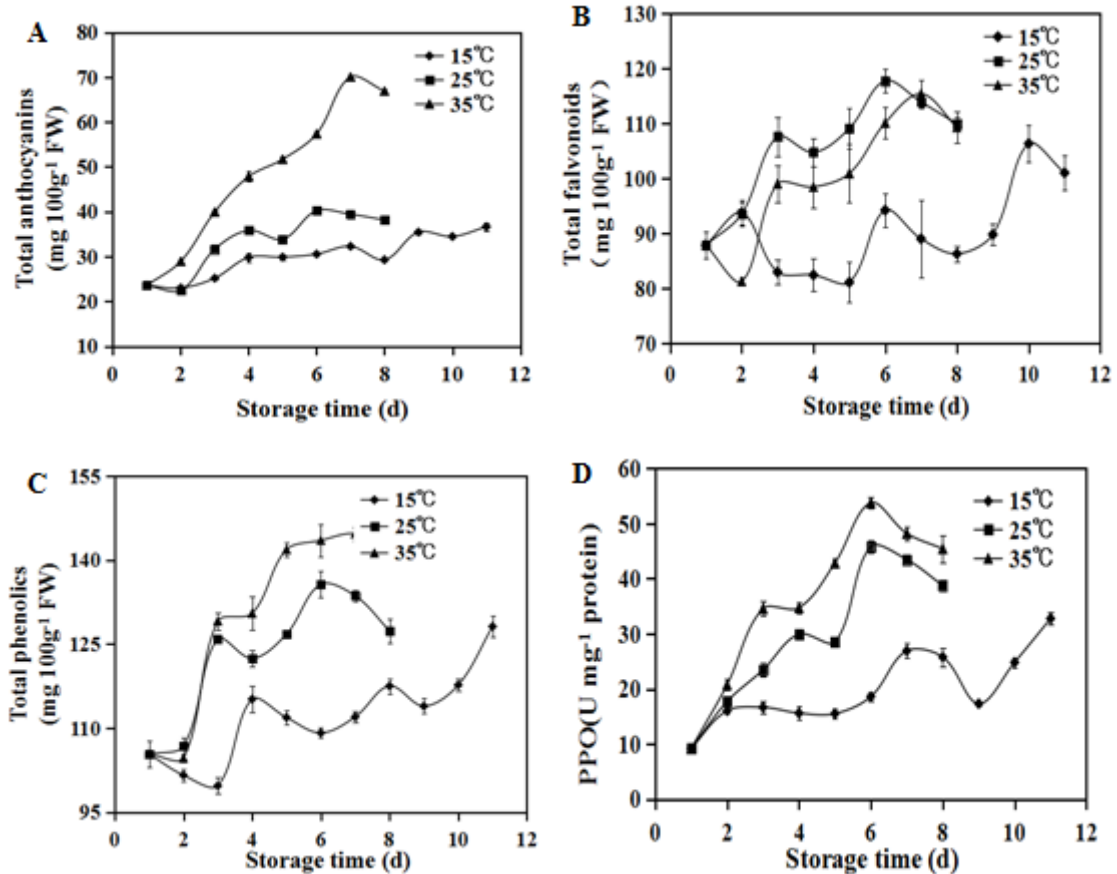 A
Total anthocyanins
(mg 100g⁻¹ FW)
80
70
60
50
40
30
20
10
15℃
25℃
35℃
0 2 4 6 8 10 12
Storage time (d)
B
Total falvonoids
( mg 100g⁻¹ FW)
130
120
110
100
90
80
70
15℃
25℃
35℃
0 2 4 6 8 10 12
Storage time (d)
C
Total phenolics
(mg 100g⁻¹ FW)
155
140
125
110
95
15℃
25℃
35℃
0 2 4 6 8 10 12
Storage time (d)
D
PPO(U mg⁻¹ protein)
60
50
40
30
20
10
0
15℃
25℃
35℃
0 2 4 6 8 10 12
Storage time (d)